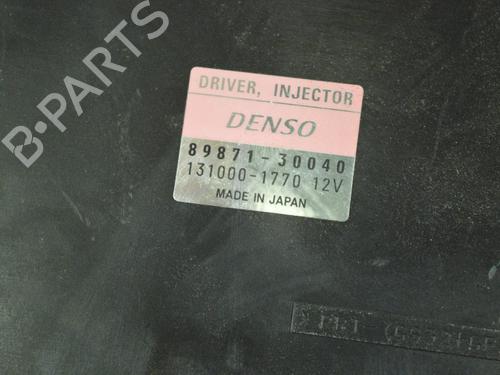 B-PARTS
DRIVER, INJECTOR
DENSO
89871-30040
131000-1770 12V
MADE IN JAPAN